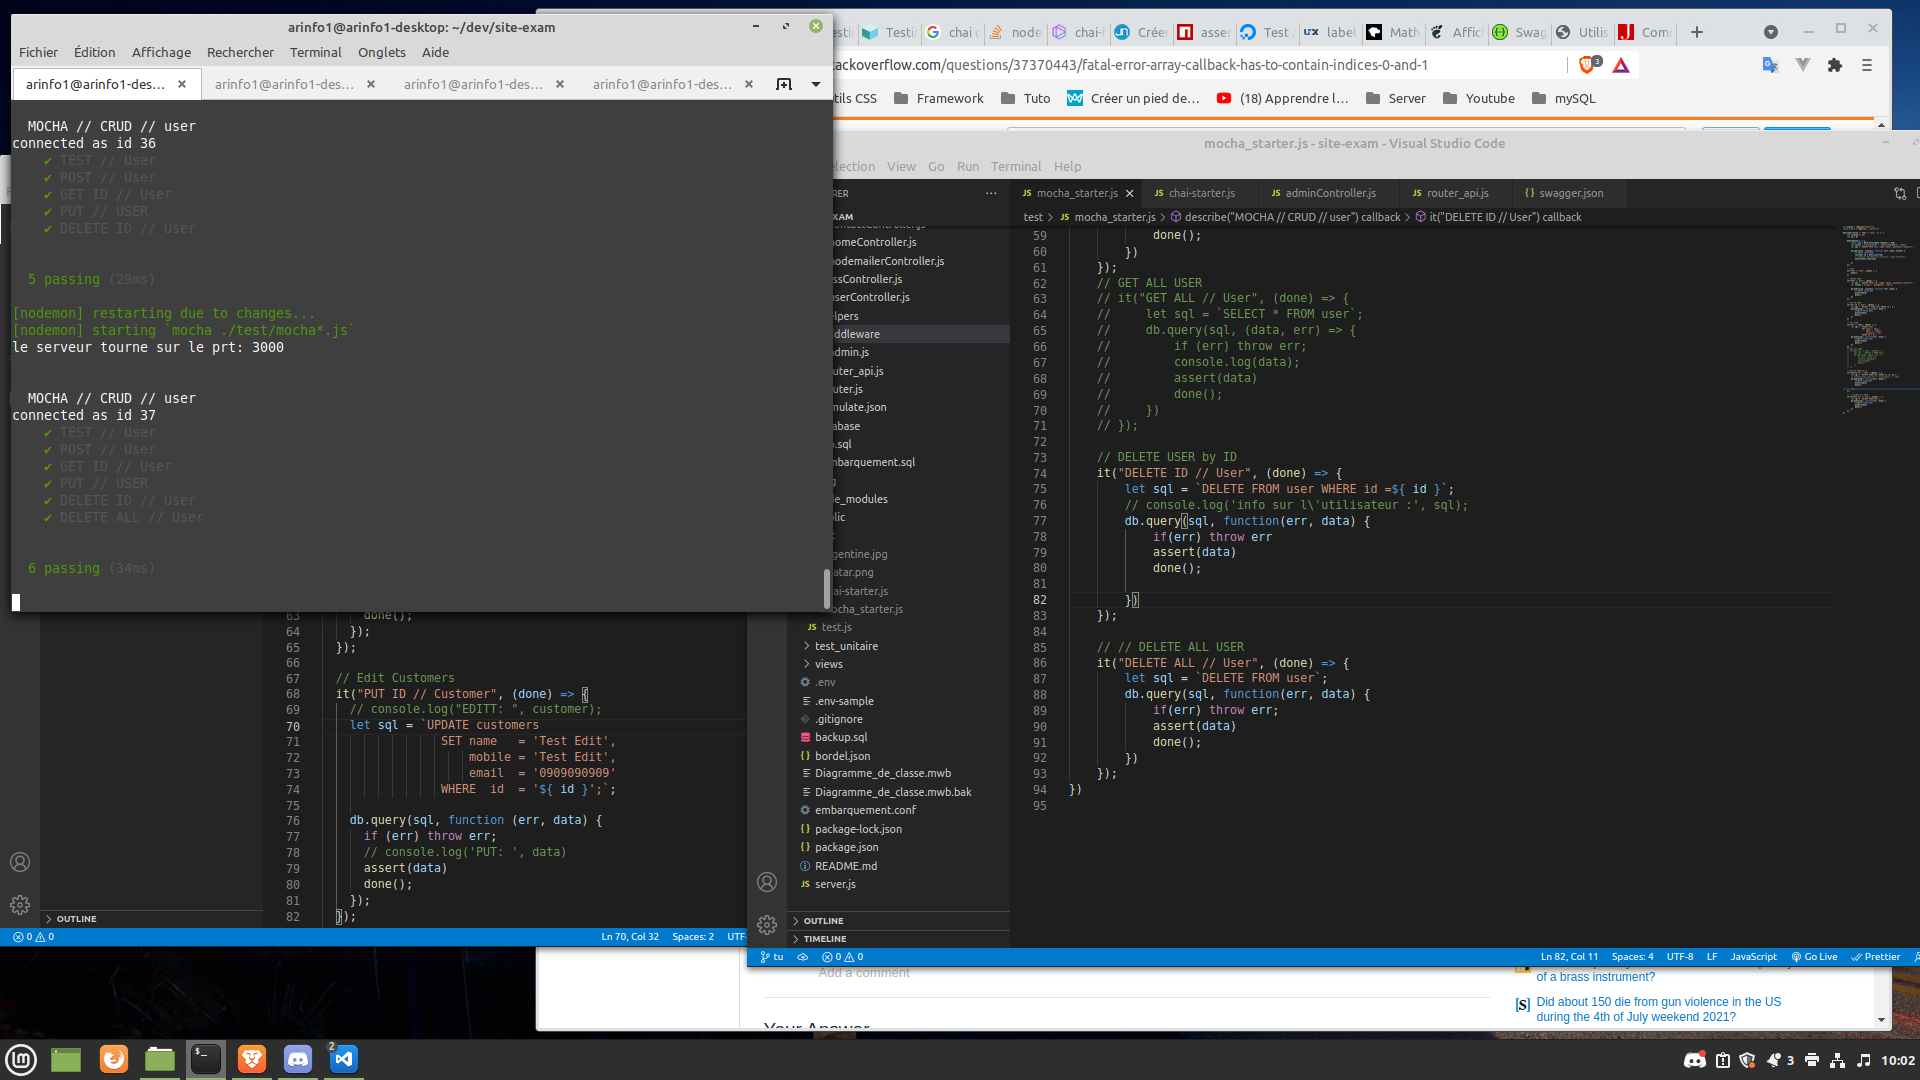 arinfo1@arinfo1-desktop: ~/dev/site-exam
Fichier Édition Affichage Rechercher Terminal Onglets Aide
arinfo1@arinfo1-des… arinfo1@arinfo1-des… arinfo1@arinfo1-des… arinfo1@arinfo1-des…
MOCHA // CRUD // user
connected as id 36
✔ TEST // User
✔ POST // User
✔ GET ID // User
✔ PUT // USER
✔ DELETE ID // User
5 passing (29ms)
[nodemon] restarting due to changes...
[nodemon] starting `mocha ./test/mocha*.js`
le serveur tourne sur le prt: 3000
MOCHA // CRUD // user
connected as id 37
✔ TEST // User
✔ POST // User
✔ GET ID // User
✔ PUT // USER
✔ DELETE ID // User
✔ DELETE ALL // User
6 passing (34ms)
Testi chai node chai- Créer asser Test label Math Affic Swag Utilis Com
ackoverflow.com/questions/37370443/fatal-error-array-callback-has-to-contain-indices-0-and-1
tils CSS Framework Tuto Créer un pied de… (18) Apprendre l… Server Youtube mySQL
mocha_starter.js - site-exam - Visual Studio Code
election View Go Run Terminal Help
mocha_starter.js chai-starter.js adminController.js router_api.js swagger.json
test > mocha_starter.js > describe("MOCHA // CRUD // user") callback > it("DELETE ID // User") callback
RER
XAM
homeController.js
nodemailerController.js
userController.js
lpers
ddleware
dmin.js
uter_api.js
uter.js
mulate.json
abase
.sql
mbarquement.sql
de_modules
blic
gentine.jpg
atar.png
ai-starter.js
ocha_starter.js
test.js
test_unitaire
views
.env
.env-sample
.gitignore
backup.sql
bordel.json
Diagramme_de_classe.mwb
Diagramme_de_classe.mwb.bak
embarquement.conf
package-lock.json
package.json
README.md
server.js
OUTLINE
TIMELINE
59 done();
60 })
61 });
62 // GET ALL USER
63 // it("GET ALL // User", (done) => {
64 // let sql = `SELECT * FROM user`;
65 // db.query(sql, (data, err) => {
66 // if (err) throw err;
67 // console.log(data);
68 // assert(data)
69 // done();
70 // })
71 // });
72
73 // DELETE USER by ID
74 it("DELETE ID // User", (done) => {
75 let sql = `DELETE FROM user WHERE id =${ id }`;
76 // console.log('info sur l\'utilisateur :', sql);
77 db.query(sql, function(err, data) {
78 if(err) throw err
79 assert(data)
80 done();
81
82 })
83 });
84
85 // // DELETE ALL USER
86 it("DELETE ALL // User", (done) => {
87 let sql = `DELETE FROM user`;
88 db.query(sql, function(err, data) {
89 if(err) throw err;
90 assert(data)
91 done();
92 })
93 });
94 })
95
tu 0 0 Ln 82, Col 11 Spaces: 4 UTF-8 LF JavaScript Go Live Prettier
63 done();
64 });
65 });
66
67 // Edit Customers
68 it("PUT ID // Customer", (done) => {
69 // console.log("EDITT: ", customer);
70 let sql = `UPDATE customers
71 SET name = 'Test Edit',
72 mobile = 'Test Edit',
73 email = '0909090909'
74 WHERE id = '${ id }';`;
75
76 db.query(sql, function (err, data) {
77 if (err) throw err;
78 // console.log('PUT: ', data)
79 assert(data)
80 done();
81 });
82 });
OUTLINE
0 0 Ln 70, Col 32 Spaces: 2 UTF-
Add a comment
Your Answer
of a brass instrument?
Did about 150 die from gun violence in the US
during the 4th of July weekend 2021?
2
3 10:02